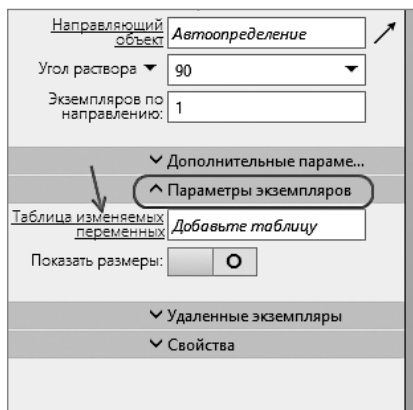 Направляющий
объект
Автоопределение
Угол раствора
90
Экземпляров по
направлению:
1
Дополнительные параме...
Параметры экземпляров
Таблица изменяемых
переменных
Добавьте таблицу
Показать размеры:
Удаленные экземпляры
Свойства